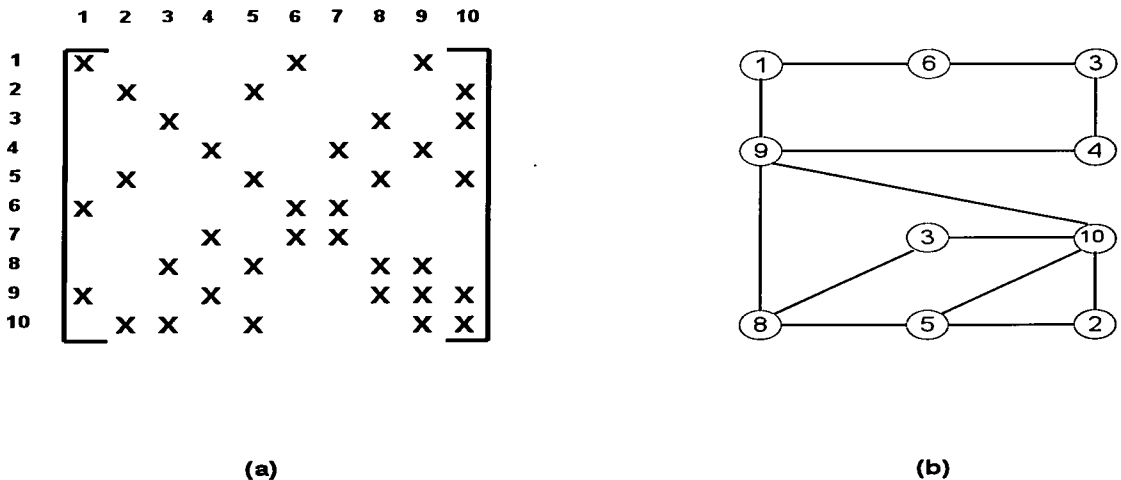 1 2 3 4 5 6 7 8 9 10
1 X X X
2 X X X
3 X X X
4 X X X
5 X X X X
6 X X X
7 X X X
8 X X X X
9 X X X X X
10 X X X X X
1 6 3
9 4
3 10
8 5 2
(a) (b)